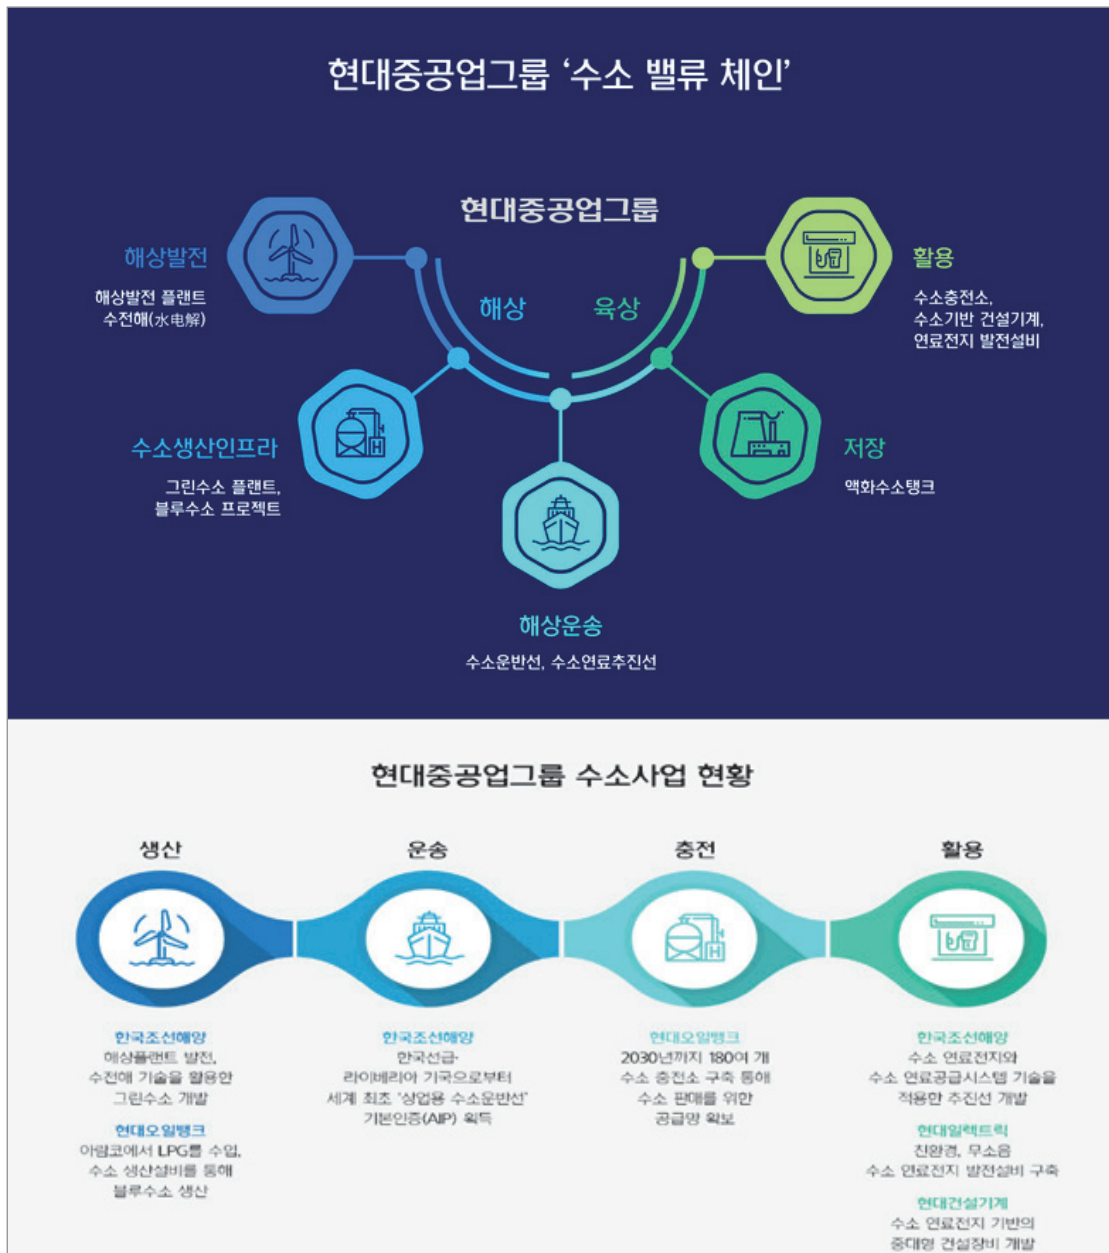 현대중공업그룹 ‘수소 밸류 체인’
현대중공업그룹
해상발전
해상발전 플랜트
수전해(水电解)
해상
육상
활용
수소충전소,
수소기반 건설기계,
연료전지 발전설비
수소생산인프라
그린수소 플랜트,
블루수소 프로젝트
저장
액화수소탱크
해상운송
수소운반선, 수소연료추진선
현대중공업그룹 수소사업 현황
생산
운송
충전
활용
한국조선해양
해상플랜트 발전,
수전해 기술을 활용한
그린수소 개발
현대오일뱅크
아람코에서 LPG를 수입,
수소 생산설비를 통해
블루수소 생산
한국조선해양
한국선급·
라이베리아 기국으로부터
세계 최초 ‘상업용 수소운반선’
기본인증(AIP) 획득
현대오일뱅크
2030년까지 180여 개
수소 충전소 구축 통해
수소 판매를 위한
공급망 확보
한국조선해양
수소 연료전지와
수소 연료공급시스템 기술을
적용한 추진선 개발
현대일렉트릭
친환경, 무소음
수소 연료전지 발전설비 구축
현대건설기계
수소 연료전지 기반의
중대형 건설장비 개발